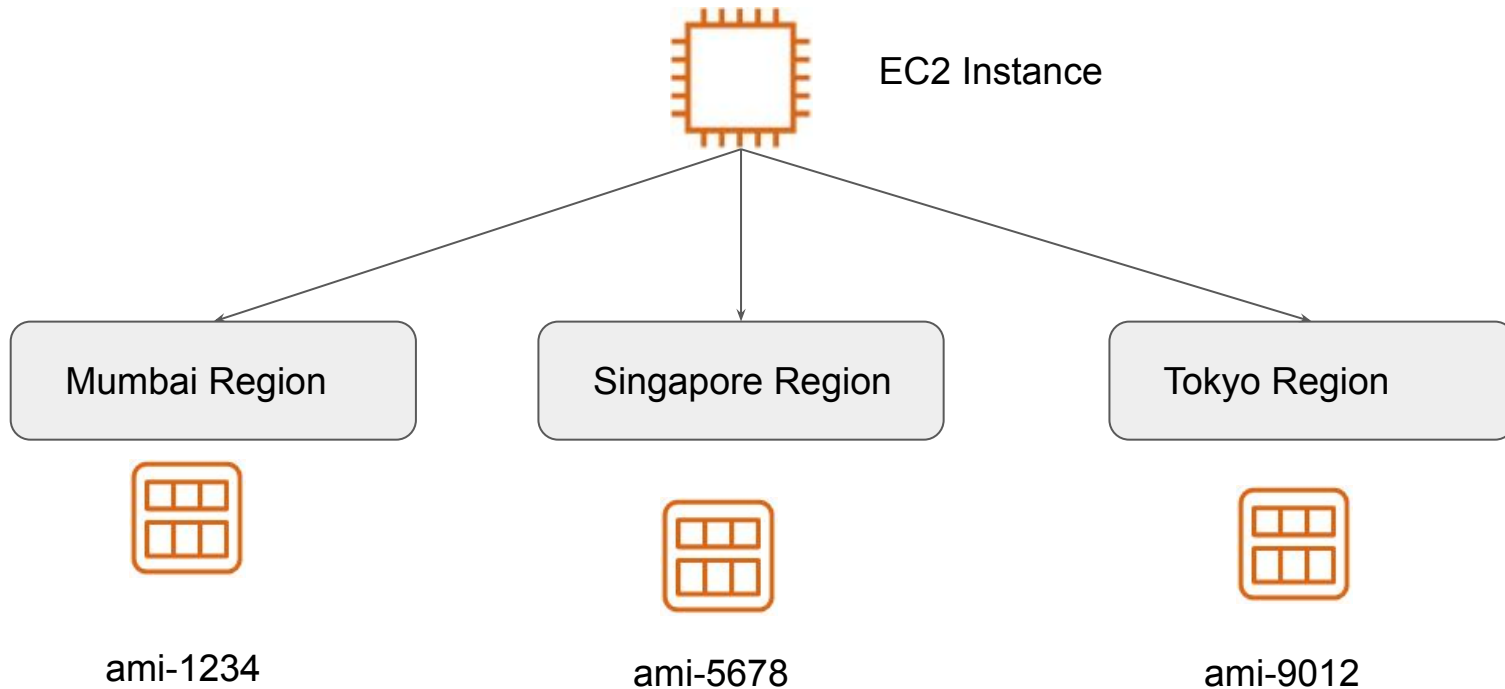 EC2 Instance
Mumbai Region
Singapore Region
Tokyo Region
ami-1234
ami-5678
ami-9012